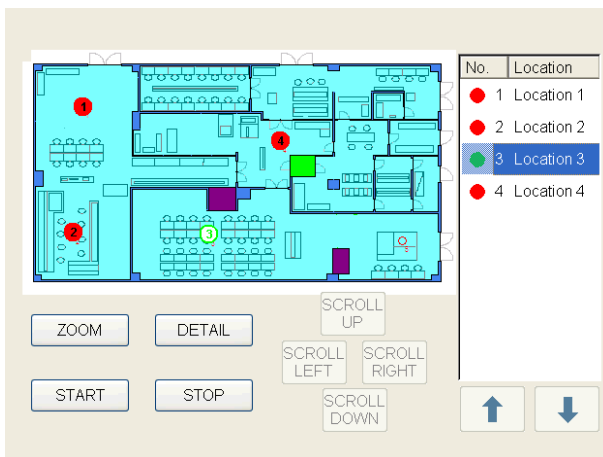 No. Location
1 Location 1
2 Location 2
3 Location 3
4 Location 4
1
4
2
3
ZOOM
DETAIL
START
STOP
SCROLL
UP
SCROLL
LEFT
SCROLL
RIGHT
SCROLL
DOWN